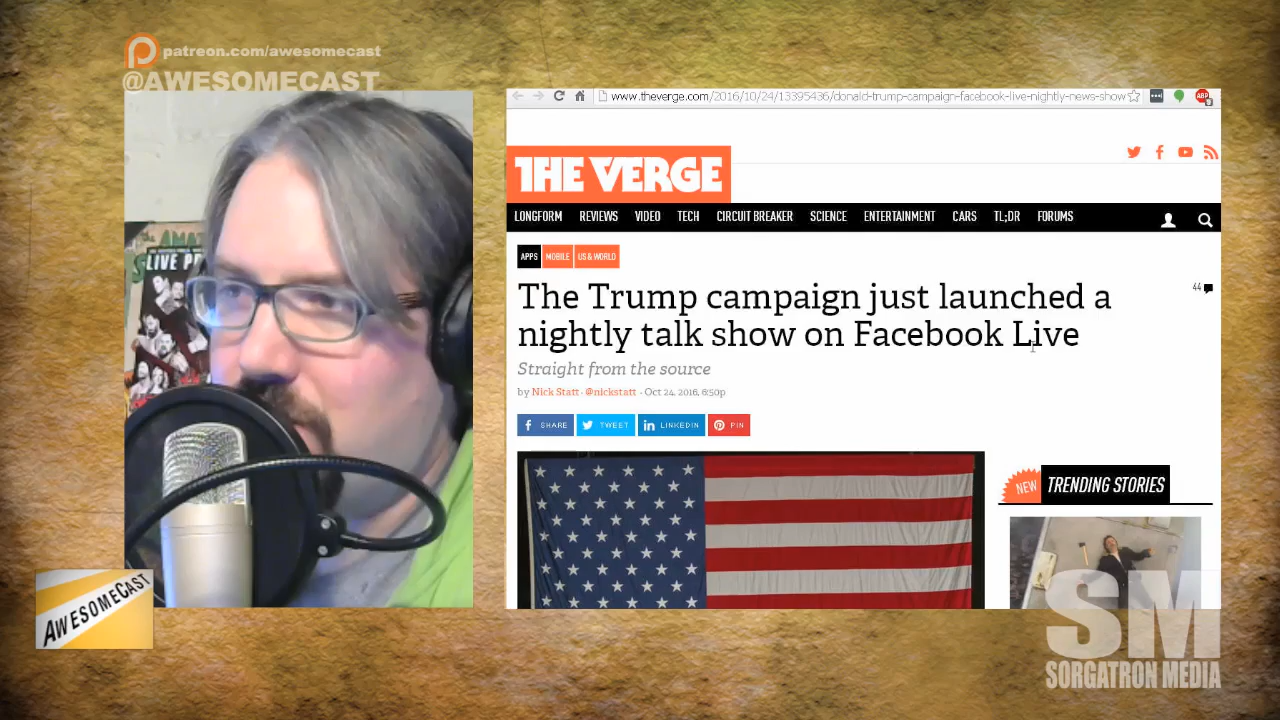 patreon.com/awesomecast
@AWESOMECAST
www.theverge.com/2016/10/24/13395436/donald-trump-campaign-facebook-live-nightly-news-show
ABP
THE VERGE
LONGFORM REVIEWS VIDEO TECH CIRCUIT BREAKER SCIENCE ENTERTAINMENT CARS TL;DR FORUMS
APPS MOBILE US & WORLD
The Trump campaign just launched a
nightly talk show on Facebook Live
44
Straight from the source
by Nick Statt · @nickstatt · Oct 24, 2016, 6:50p
SHARE TWEET LINKEDIN PIN
NEW TRENDING STORIES
LIVE
AWESOMECAST
SM
SORGATRON MEDIA